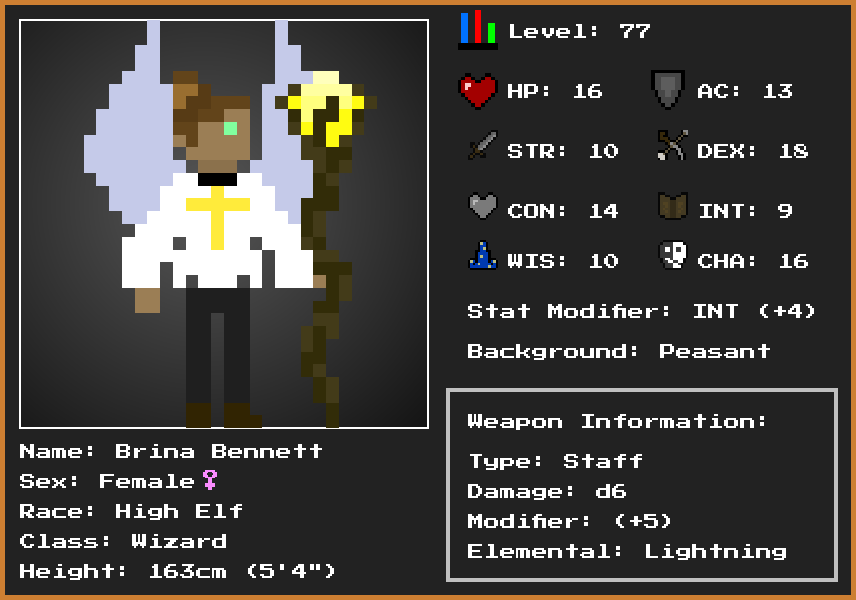 Level: 77
HP: 16
AC: 13
STR: 10
DEX: 18
CON: 14
INT: 9
WIS: 10
CHA: 16
Stat Modifier: INT (+4)
Background: Peasant
Weapon Information:
Type: Staff
Damage: d6
Modifier: (+5)
Elemental: Lightning
Name: Brina Bennett
Sex: Female♀
Race: High Elf
Class: Wizard
Height: 163cm (5'4")